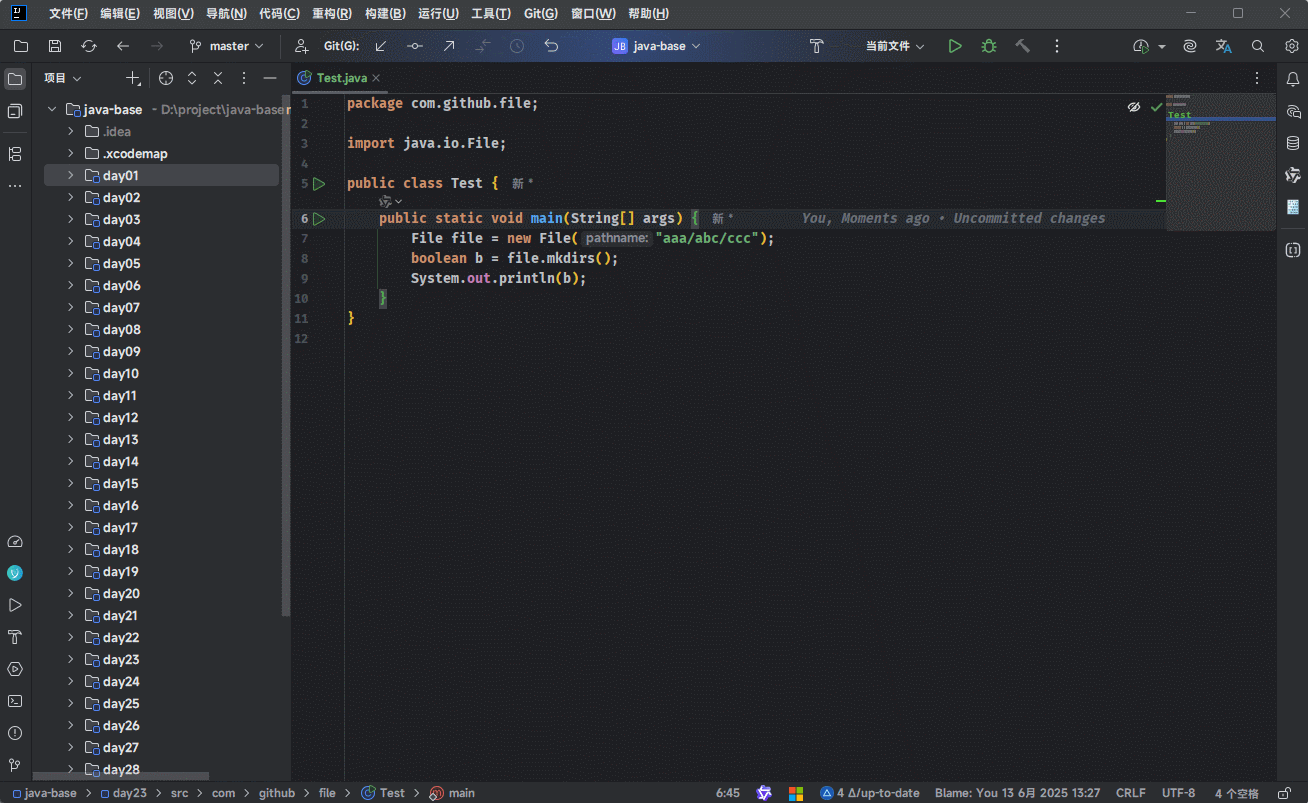 文件(F) 编辑(E) 视图(V) 导航(N) 代码(C) 重构(R) 构建(B) 运行(U) 工具(T) Git(G) 窗口(W) 帮助(H)
master Git(G): JB java-base 当前文件
项目
Test.java
java-base - D:\project\java-base
.idea
.xcodemap
day01
day02
day03
day04
day05
day06
day07
day08
day09
day10
day11
day12
day13
day14
day15
day16
day17
day18
day19
day20
day21
day22
day23
day24
day25
day26
day27
day28
1 package com.github.file;
2
3 import java.io.File;
4
5 public class Test { 新 *
6 public static void main(String[] args) { 新 * You, Moments ago • Uncommitted changes
7 File file = new File( pathname: "aaa/abc/ccc");
8 boolean b = file.mkdirs();
9 System.out.println(b);
10 }
11 }
12
Test
java-base > day23 > src > com > github > file > Test > main 6:45 4 Δ/up-to-date Blame: You 13 6月 2025 13:27 CRLF UTF-8 4 个空格